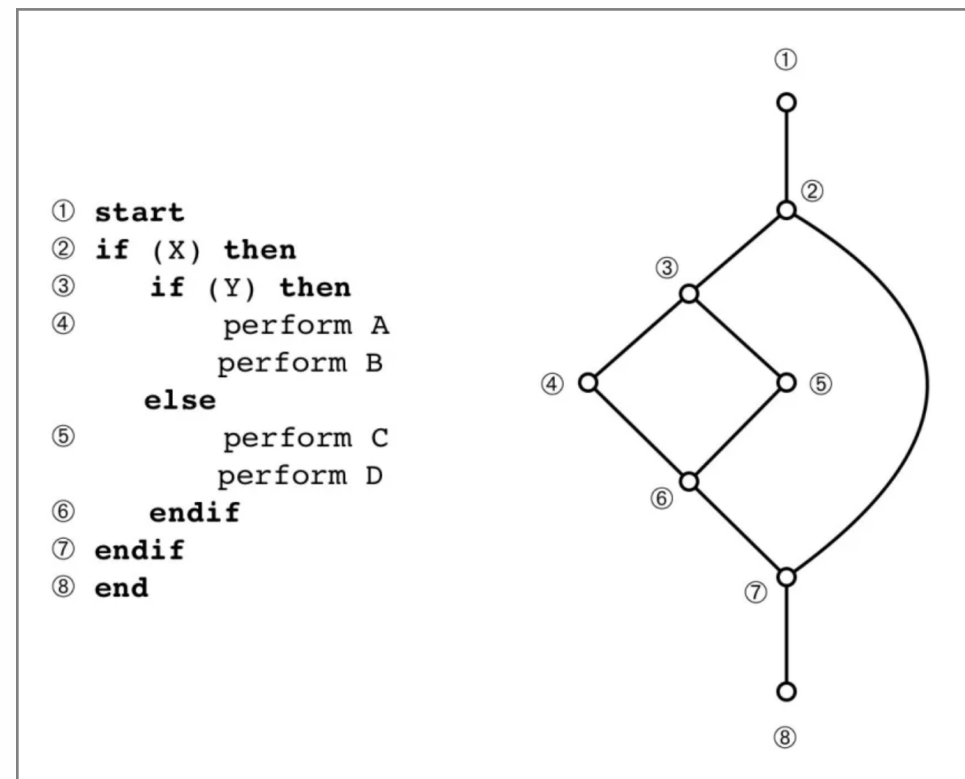 ① start
② if (X) then
③ if (Y) then
④ perform A
perform B
else
⑤ perform C
perform D
⑥ endif
⑦ endif
⑧ end
①
②
③
④
⑤
⑥
⑦
⑧